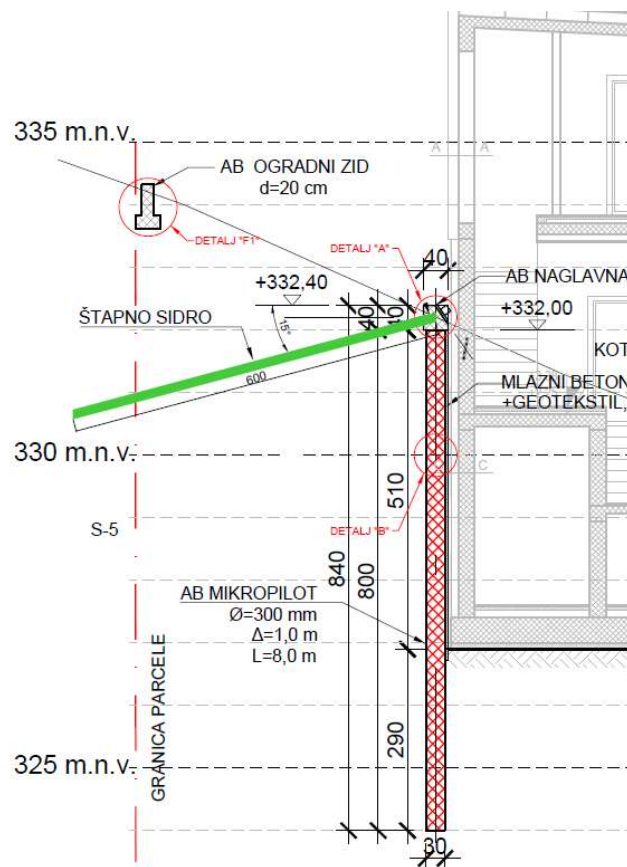 335 m.n.v.
AB OGRADNI ZID
d=20 cm
A A
DETALJ "F1"
DETALJ "A"
40
+332,40
AB NAGLAVNA
+332,00
40
40
ŠTAPNO SIDRO
15°
KOT
600
MLAZNI BETON
+GEOTEKSTIL,
330 m.n.v.
C
510
S-5
DETALJ "B"
840
800
AB MIKROPILOT
Ø=300 mm
Δ=1,0 m
L=8,0 m
GRANICA PARCELE
290
325 m.n.v.
30